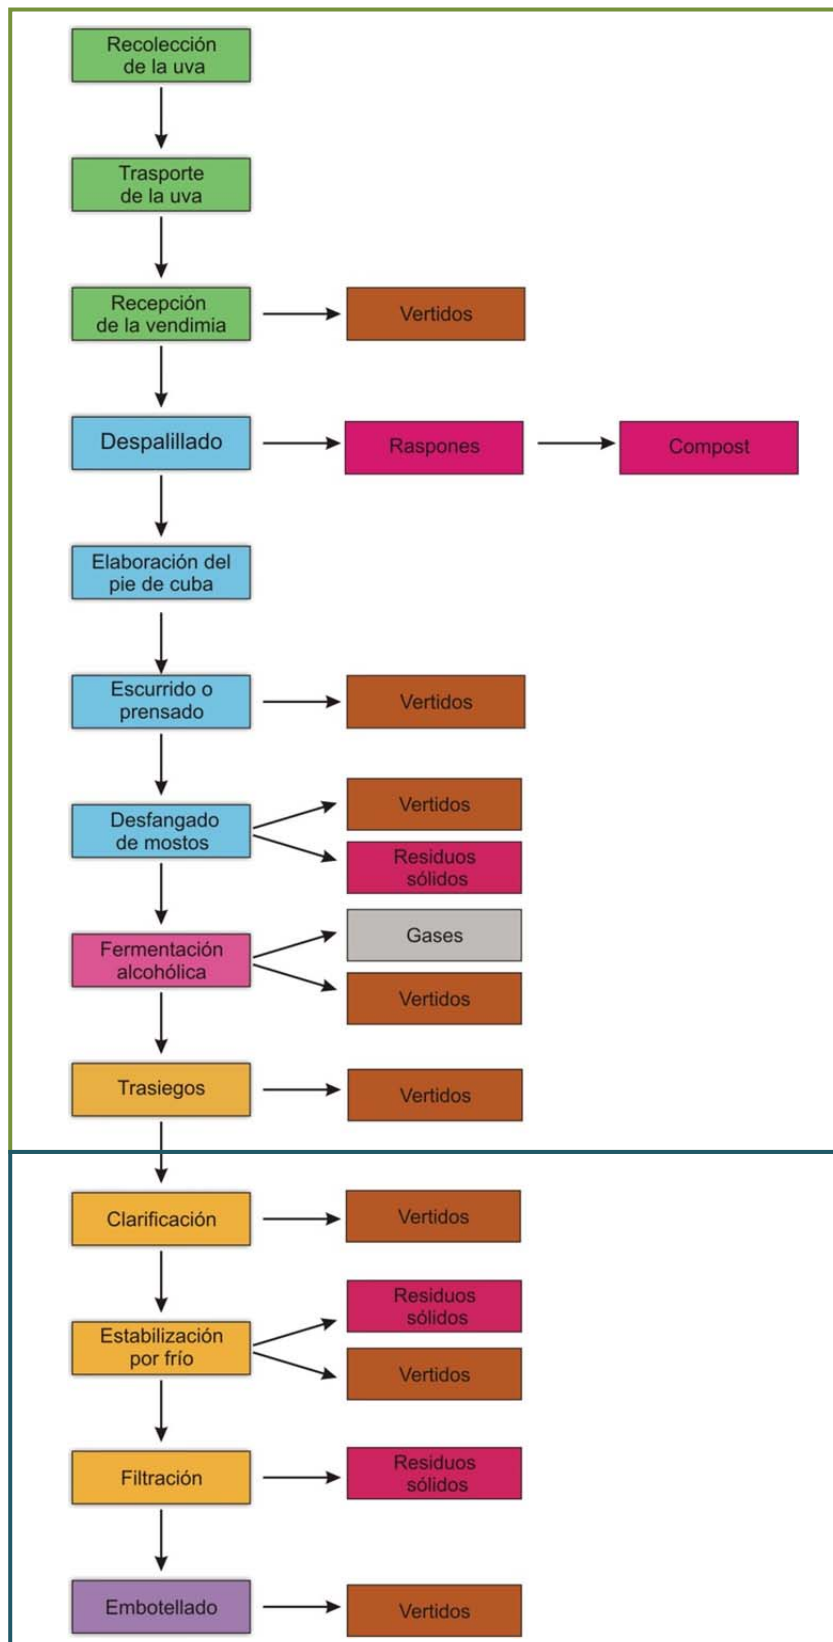 Recolección
de la uva
Trasporte
de la uva
Recepción
de la vendimia
Vertidos
Despalillado
Raspones
Compost
Elaboración del
pie de cuba
Escurrido o
prensado
Vertidos
Desfangado
de mostos
Vertidos
Residuos
sólidos
Fermentación
alcohólica
Gases
Vertidos
Trasiegos
Vertidos
Clarificación
Vertidos
Estabilización
por frío
Residuos
sólidos
Vertidos
Filtración
Residuos
sólidos
Embotellado
Vertidos